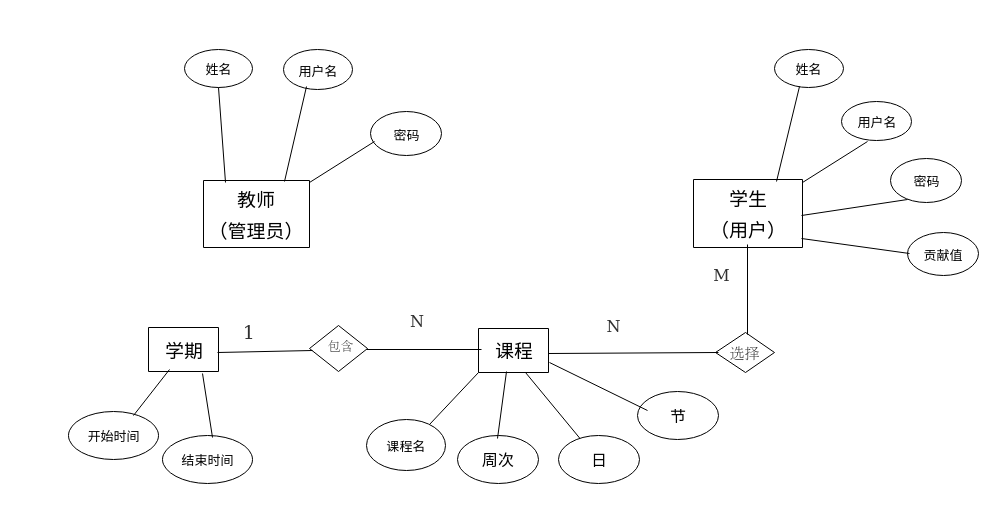 姓名
用户名
密码
教师
（管理员）
姓名
用户名
密码
贡献值
学生
（用户）
M
学期
1
包含
N
课程
N
选择
开始时间
结束时间
课程名
周次
日
节